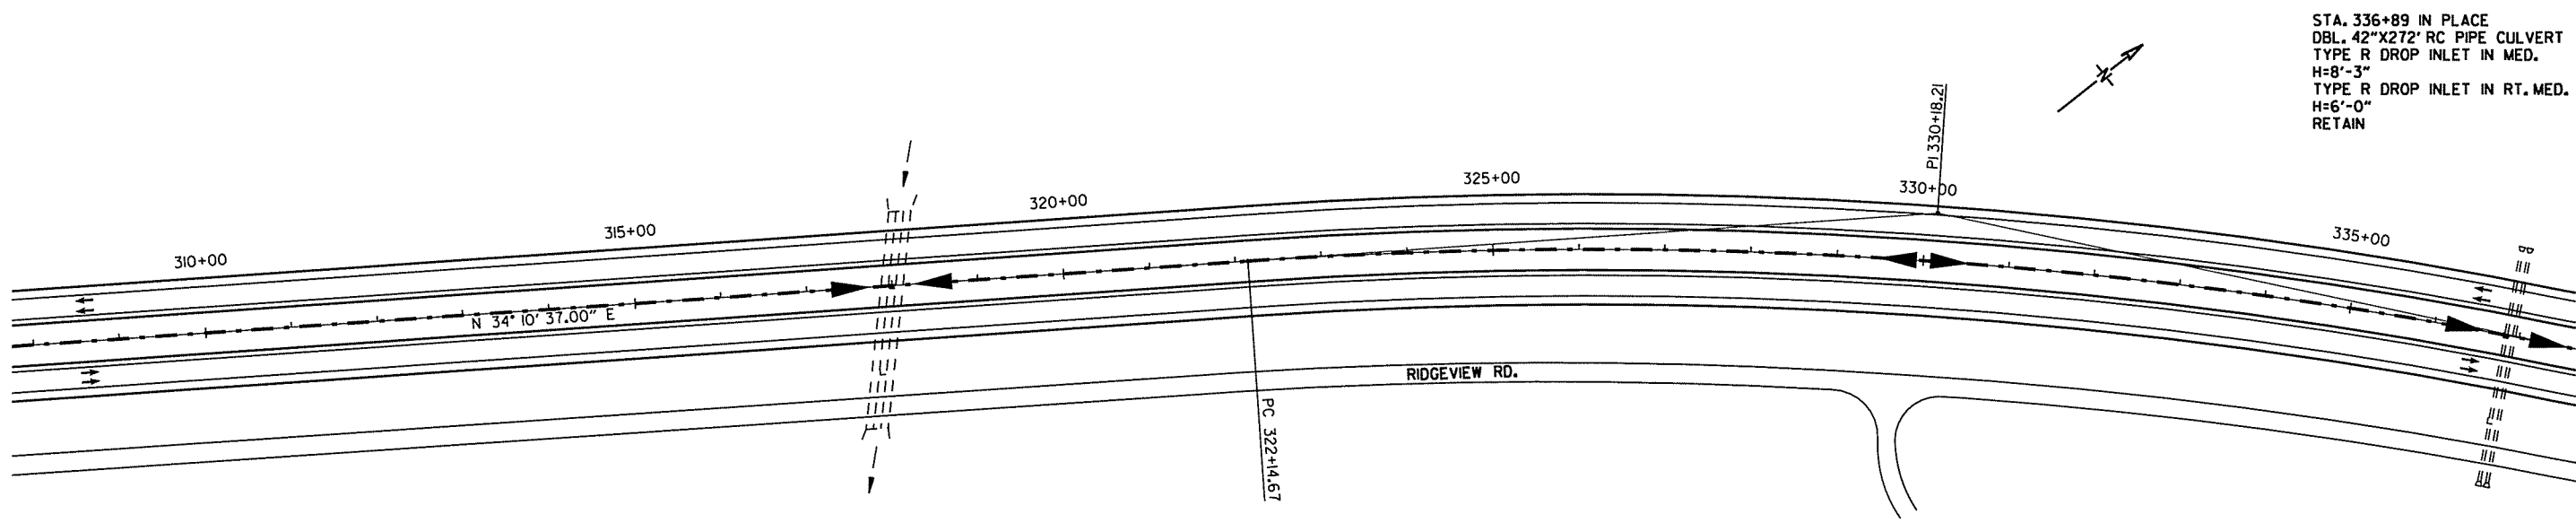 STA. 336+89 IN PLACE
DBL. 42"X272' RC PIPE CULVERT
TYPE R DROP INLET IN MED.
H=8'-3"
TYPE R DROP INLET IN RT. MED.
H=6'-0"
RETAIN
N
PI 330+18.21
310+00
315+00
320+00
325+00
330+00
335+00
N 34° 10' 37.00" E
RIDGEVIEW RD.
PC 322+14.67